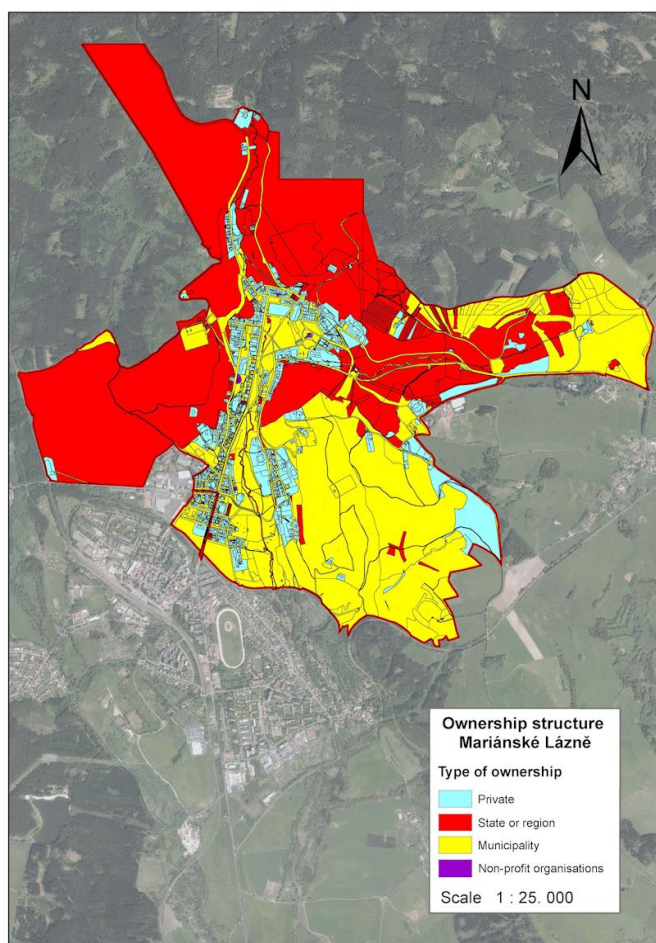 N
Ownership structure
Mariánské Lázně
Type of ownership
Private
State or region
Municipality
Non-profit organisations
Scale 1 : 25. 000